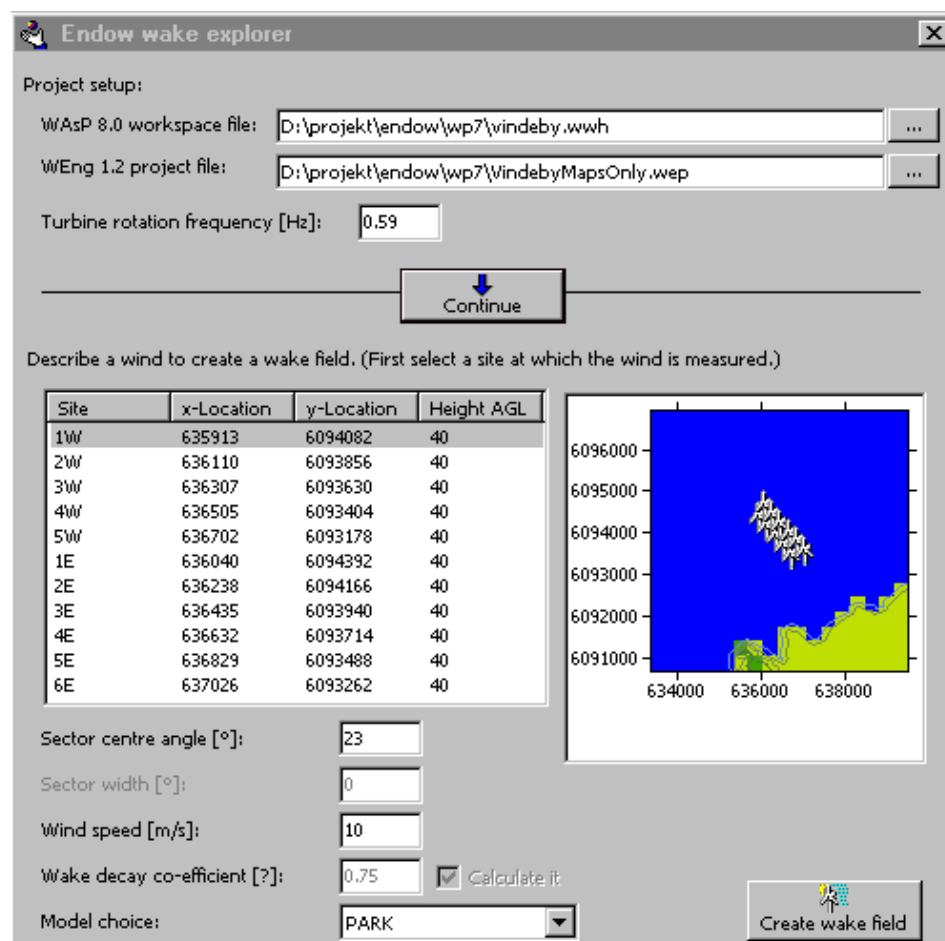 Endow wake explorer
Project setup:
WAsP 8.0 workspace file: D:\projekt\endow\wp7\vindeby.wwh ...
WEng 1.2 project file: D:\projekt\endow\wp7\VindebyMapsOnly.wep ...
Turbine rotation frequency [Hz]: 0.59
Continue
Describe a wind to create a wake field. (First select a site at which the wind is measured.)
Site x-Location y-Location Height AGL
1W 635913 6094082 40
2W 636110 6093856 40
3W 636307 6093630 40
4W 636505 6093404 40
5W 636702 6093178 40
1E 636040 6094392 40
2E 636238 6094166 40
3E 636435 6093940 40
4E 636632 6093714 40
5E 636829 6093488 40
6E 637026 6093262 40
6096000
6095000
6094000
6093000
6092000
6091000
634000 636000 638000
Sector centre angle [°]: 23
Sector width [°]: 0
Wind speed [m/s]: 10
Wake decay co-efficient [?]: 0.75 Calculate it
Model choice: PARK
Create wake field